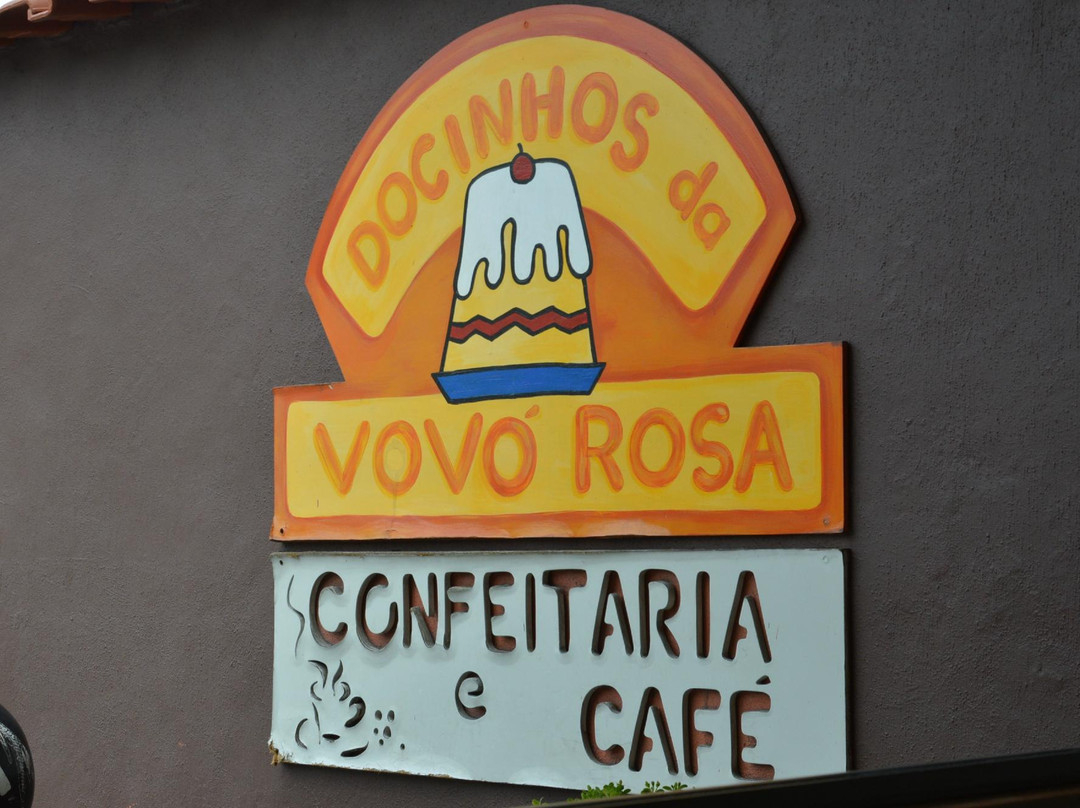 DOCINHOS da
VOVÓ ROSA
CONFEITARIA
e
CAFÉ